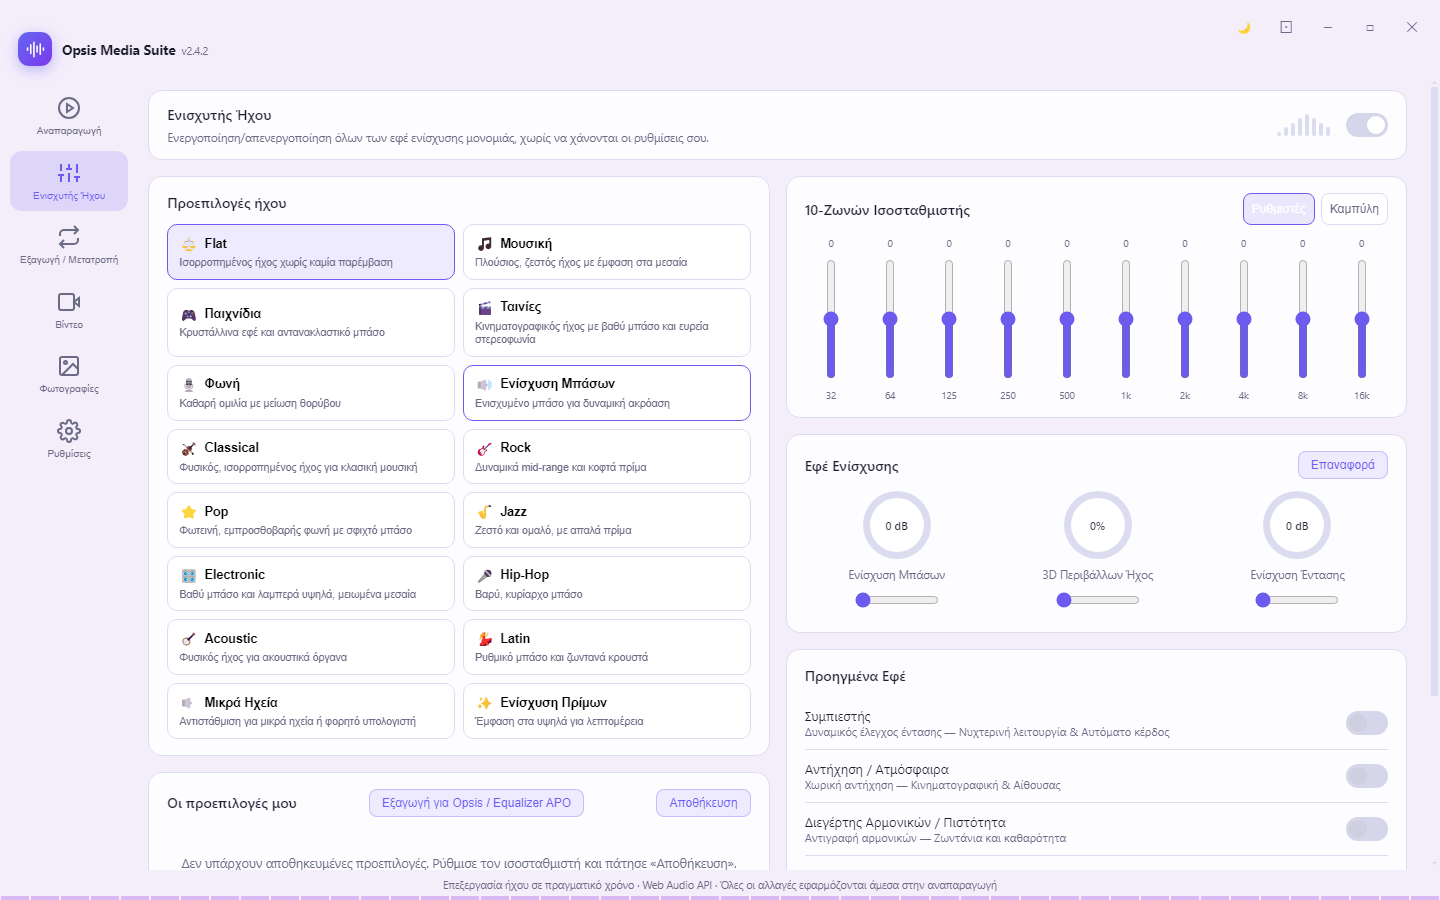 Opsis Media Suite v2.4.2
Αναπαραγωγή
Ενισχυτής Ήχου
Εξαγωγή / Μετατροπή
Βίντεο
Φωτογραφίες
Ρυθμίσεις
Ενισχυτής Ήχου
Ενεργοποίηση/απενεργοποίηση όλων των εφέ ενίσχυσης μονομιάς, χωρίς να χάνονται οι ρυθμίσεις σου.
Προεπιλογές ήχου
Flat
Ισορροπημένος ήχος χωρίς καμία παρέμβαση
Μουσική
Πλούσιος, ζεστός ήχος με έμφαση στα μεσαία
Παιχνίδια
Κρυστάλλινα εφέ και αντανακλαστικό μπάσο
Ταινίες
Κινηματογραφικός ήχος με βαθύ μπάσο και ευρεία
στερεοφωνία
Φωνή
Καθαρή ομιλία με μείωση θορύβου
Ενίσχυση Μπάσων
Ενισχυμένο μπάσο για δυναμική ακρόαση
Classical
Φυσικός, ισορροπημένος ήχος για κλασική μουσική
Rock
Δυναμικά mid-range και κοφτά πρίμα
Pop
Φωτεινή, εμπροσθοβαρής φωνή με σφιχτό μπάσο
Jazz
Ζεστό και ομαλό, με απαλά πρίμα
Electronic
Βαθύ μπάσο και λαμπερά υψηλά, μειωμένα μεσαία
Hip-Hop
Βαρύ, κυρίαρχο μπάσο
Acoustic
Φυσικός ήχος για ακουστικά όργανα
Latin
Ρυθμικό μπάσο και ζωντανά κρουστά
Μικρά Ηχεία
Αντιστάθμιση για μικρά ηχεία ή φορητό υπολογιστή
Ενίσχυση Πρίμων
Έμφαση στα υψηλά για λεπτομέρεια
Οι προεπιλογές μου
Εξαγωγή για Opsis / Equalizer APO
Αποθήκευση
Δεν υπάρχουν αποθηκευμένες προεπιλογές. Ρύθμισε τον ισοσταθμιστή και πάτησε «Αποθήκευση».
10-Ζωνών Ισοσταθμιστής
Ρυθμιστές
Καμπύλη
0 0 0 0 0 0 0 0 0 0
32 64 125 250 500 1k 2k 4k 8k 16k
Εφέ Ενίσχυσης
Επαναφορά
0 dB 0% 0 dB
Ενίσχυση Μπάσων 3D Περιβάλλων Ήχος Ενίσχυση Έντασης
Προηγμένα Εφέ
Συμπιεστής
Δυναμικός έλεγχος έντασης — Νυχτερινή λειτουργία & Αυτόματο κέρδος
Αντήχηση / Ατμόσφαιρα
Χωρική αντήχηση — Κινηματογραφική & Αίθουσας
Διεγέρτης Αρμονικών / Πιστότητα
Αντιγραφή αρμονικών — Ζωντάνια και καθαρότητα
Επεξεργασία ήχου σε πραγματικό χρόνο · Web Audio API · Όλες οι αλλαγές εφαρμόζονται άμεσα στην αναπαραγωγή